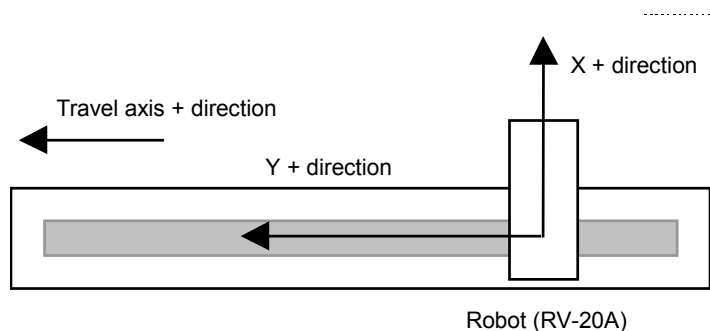 X + direction
Travel axis + direction
Y + direction
Robot (RV-20A)